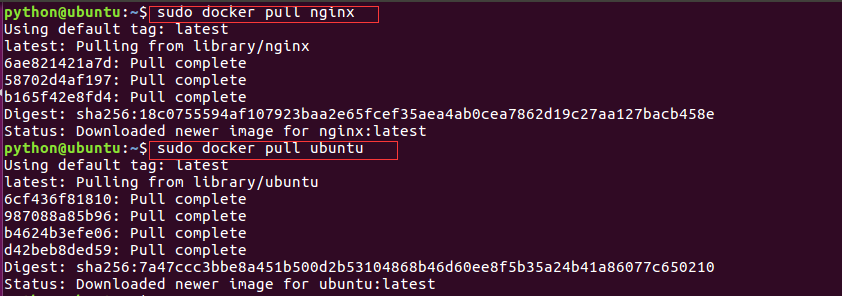 python@ubuntu:~$ sudo docker pull nginx
Using default tag: latest
latest: Pulling from library/nginx
6ae821421a7d: Pull complete
58702d4af197: Pull complete
b165f42e8fd4: Pull complete
Digest: sha256:18c0755594af107923baa2e65fcef35aea4ab0cea7862d19c27aa127bacb458e
Status: Downloaded newer image for nginx:latest
python@ubuntu:~$ sudo docker pull ubuntu
Using default tag: latest
latest: Pulling from library/ubuntu
6cf436f81810: Pull complete
987088a85b96: Pull complete
b4624b3efe06: Pull complete
d42beb8ded59: Pull complete
Digest: sha256:7a47ccc3bbe8a451b500d2b53104868b46d60ee8f5b35a24b41a86077c650210
Status: Downloaded newer image for ubuntu:latest